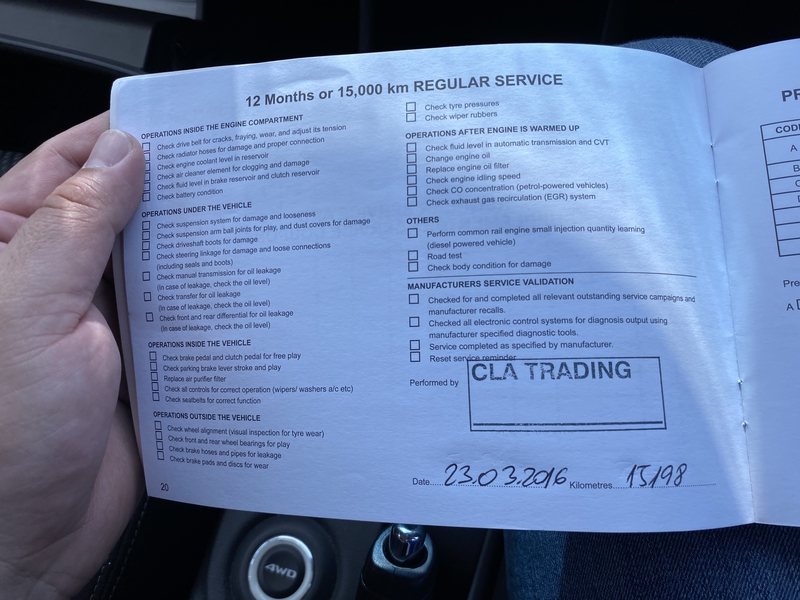 12 Months or 15,000 km REGULAR SERVICE
OPERATIONS INSIDE THE ENGINE COMPARTMENT
Check drive belt for cracks, fraying, wear, and adjust its tension
Check radiator hoses for damage and proper connection
Check engine coolant level in reservoir
Check air cleaner element for clogging and damage
Check fluid level in brake reservoir and clutch reservoir
Check battery condition
OPERATIONS UNDER THE VEHICLE
Check suspension system for damage and looseness
Check suspension arm ball joints for play, and dust covers for damage
Check driveshaft boots for damage
Check steering linkage for damage and loose connections
(including seals and boots)
Check manual transmission for oil leakage
(In case of leakage, check the oil level)
Check transfer for oil leakage
(In case of leakage, check the oil level)
Check front and rear differential for oil leakage
(In case of leakage, check the oil level)
OPERATIONS INSIDE THE VEHICLE
Check brake pedal and clutch pedal for free play
Check parking brake lever stroke and play
Replace air purifier filter
Check all controls for correct operation (wipers/ washers a/c etc)
Check seatbelts for correct function
OPERATIONS OUTSIDE THE VEHICLE
Check wheel alignment (visual inspection for tyre wear)
Check front and rear wheel bearings for play
Check brake hoses and pipes for leakage
Check brake pads and discs for wear
20
Check tyre pressures
Check wiper rubbers
OPERATIONS AFTER ENGINE IS WARMED UP
Check fluid level in automatic transmission and CVT
Change engine oil
Replace engine oil filter
Check engine idling speed
Check CO concentration (petrol-powered vehicles)
Check exhaust gas recirculation (EGR) system
OTHERS
Perform common rail engine small injection quantity learning
(diesel powered vehicle)
Road test
Check body condition for damage
MANUFACTURERS SERVICE VALIDATION
Checked for and completed all relevant outstanding service campaigns and
manufacturer recalls.
Checked all electronic control systems for diagnosis output using
manufacturer specified diagnostic tools.
Service completed as specified by manufacturer.
Reset service reminder
Performed by
CLA TRADING
Date 23.03.2016 Kilometres 15198
PR
CODE
A
Pre
A
4WD